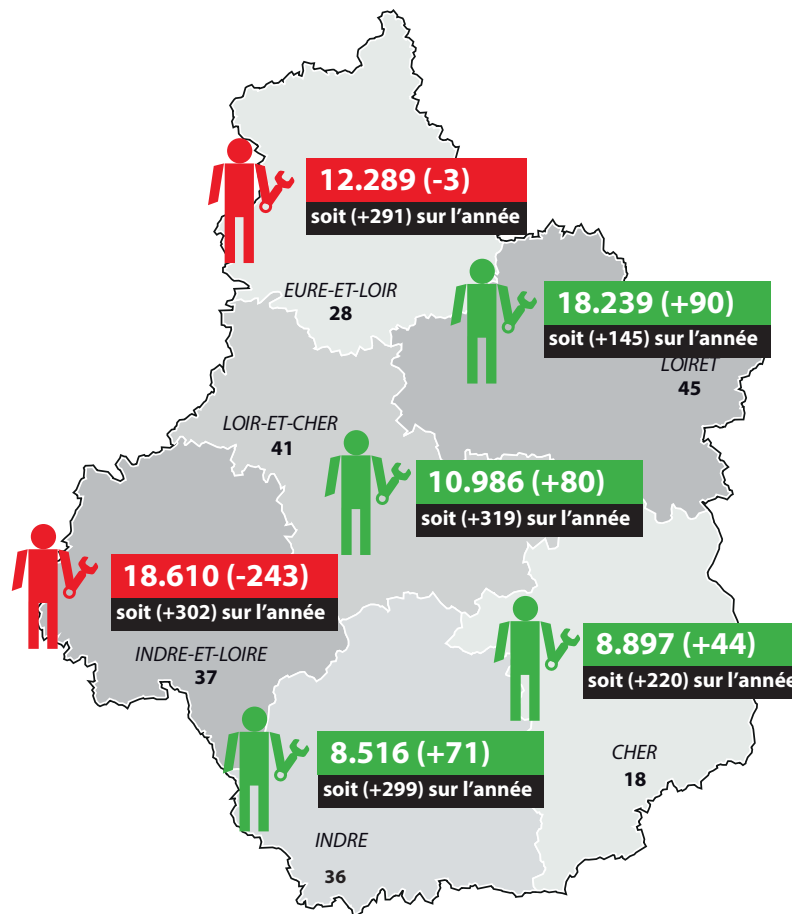 12.289 (-3)
soit (+291) sur l’année
EURE-ET-LOIR
28
18.239 (+90)
soit (+145) sur l’année
LOIRET
45
LOIR-ET-CHER
41
10.986 (+80)
soit (+319) sur l’année
18.610 (-243)
soit (+302) sur l’année
INDRE-ET-LOIRE
37
8.897 (+44)
soit (+220) sur l’année
CHER
18
8.516 (+71)
soit (+299) sur l’année
INDRE
36